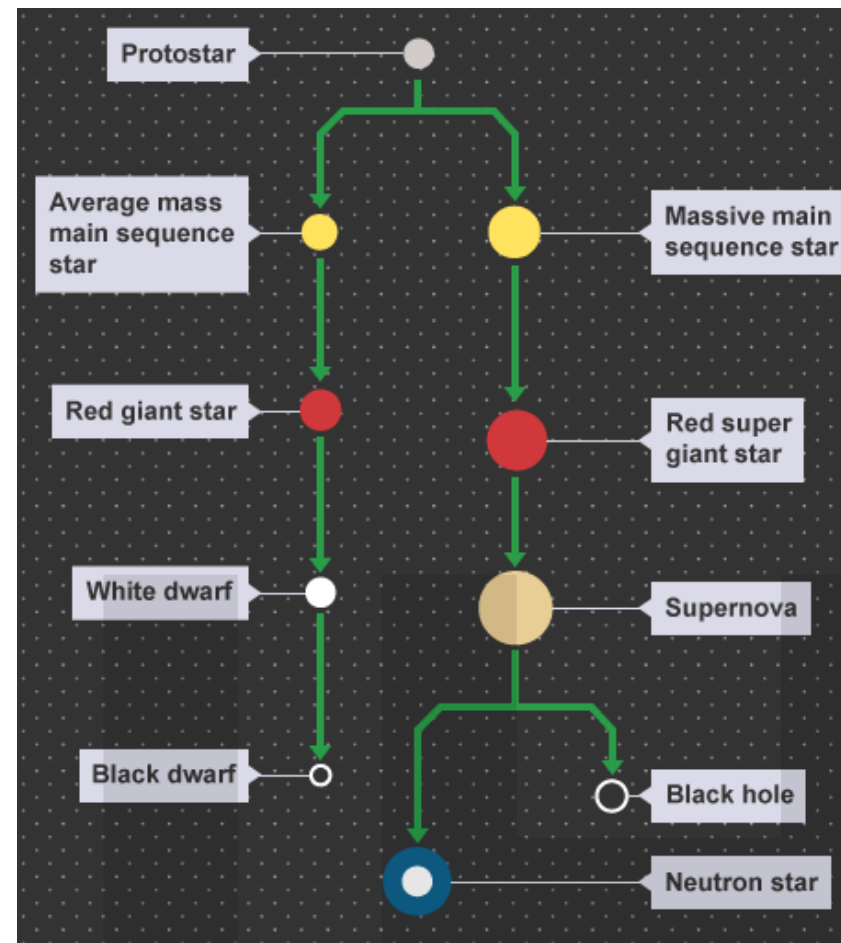 Protostar
Average mass
main sequence
star
Massive main
sequence star
Red giant star
Red super
giant star
White dwarf
Supernova
Black dwarf
Black hole
Neutron star